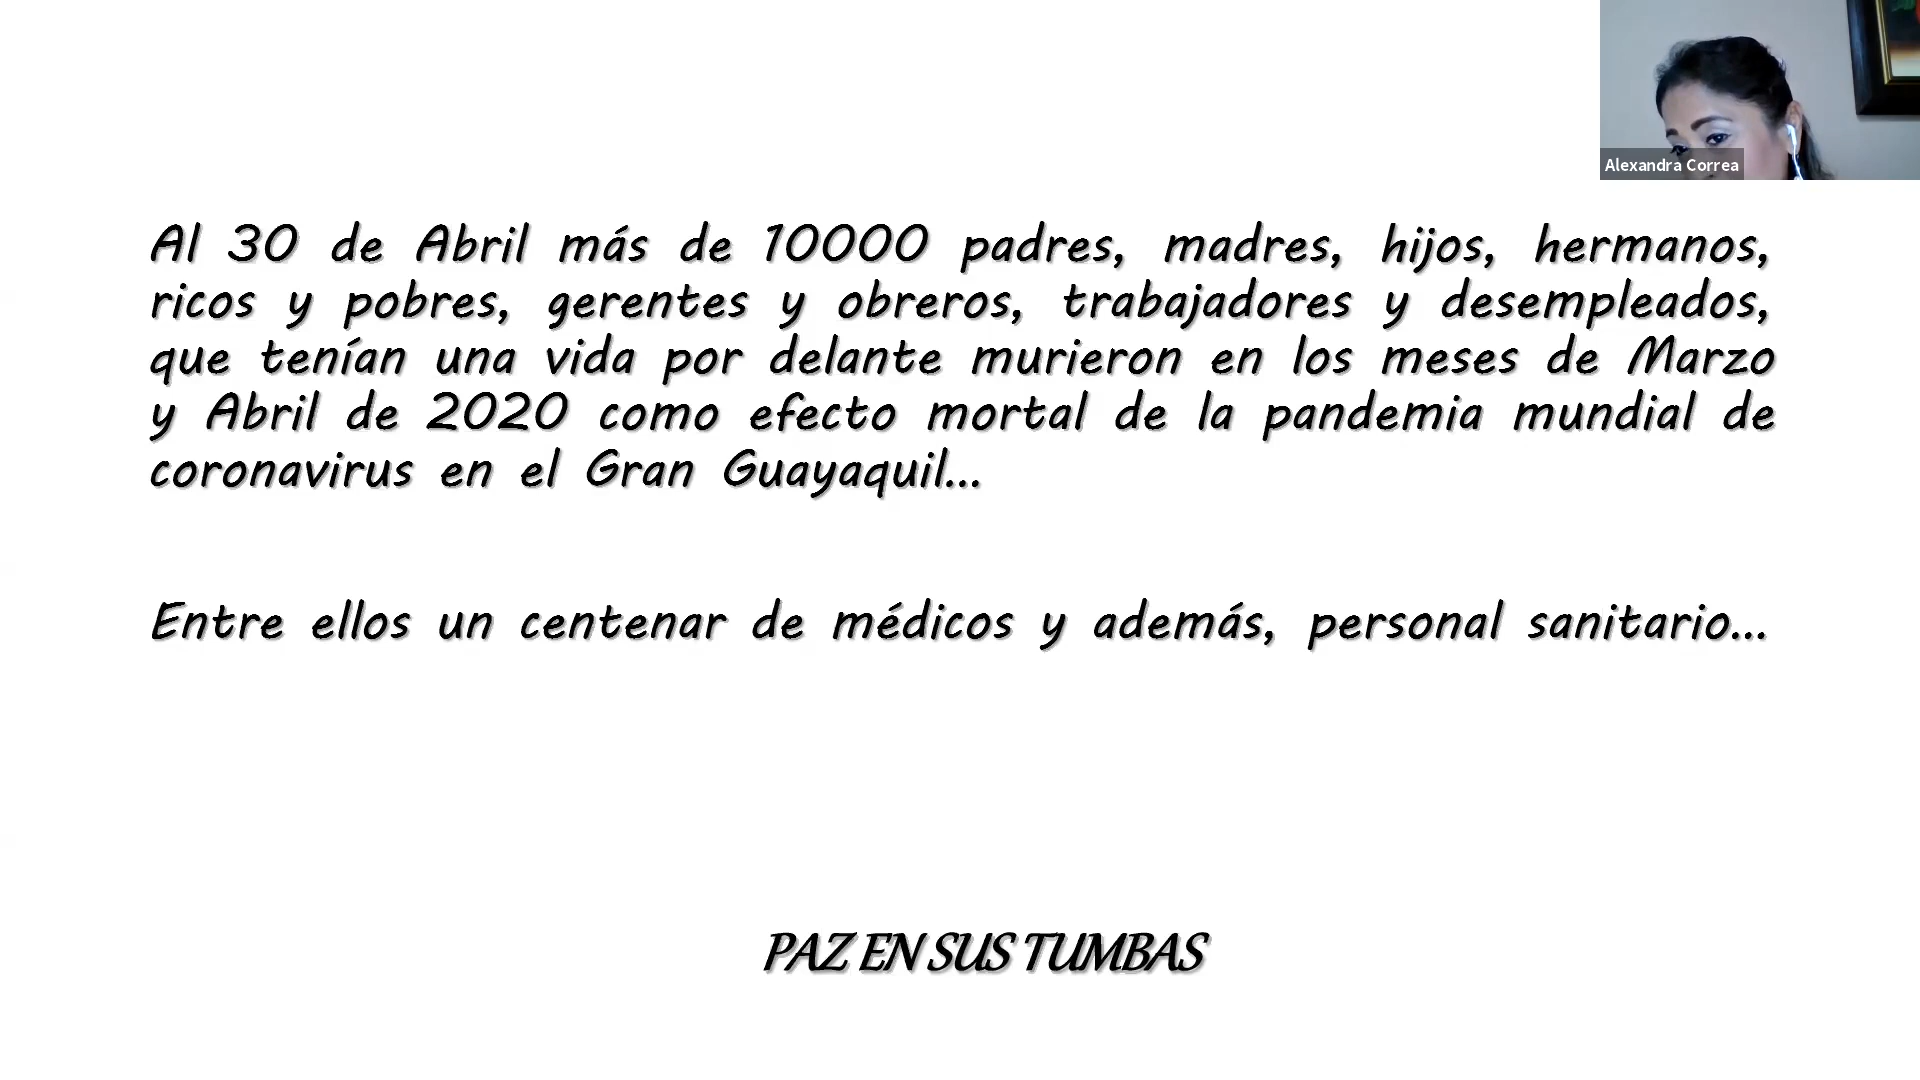 Alexandra Correa
Al 30 de Abril más de 10000 padres, madres, hijos, hermanos,
ricos y pobres, gerentes y obreros, trabajadores y desempleados,
que tenían una vida por delante murieron en los meses de Marzo
y Abril de 2020 como efecto mortal de la pandemia mundial de
coronavirus en el Gran Guayaquil...
Entre ellos un centenar de médicos y además, personal sanitario...
PAZ EN SUS TUMBAS